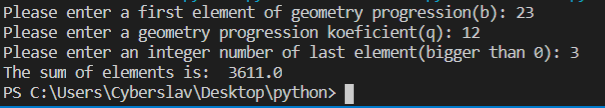 Please enter a first element of geometry progression(b): 23
Please enter a geometry progression koeficient(q): 12
Please enter an integer number of last element(bigger than 0): 3
The sum of elements is:  3611.0
PS C:\Users\Cyberslav\Desktop\python>